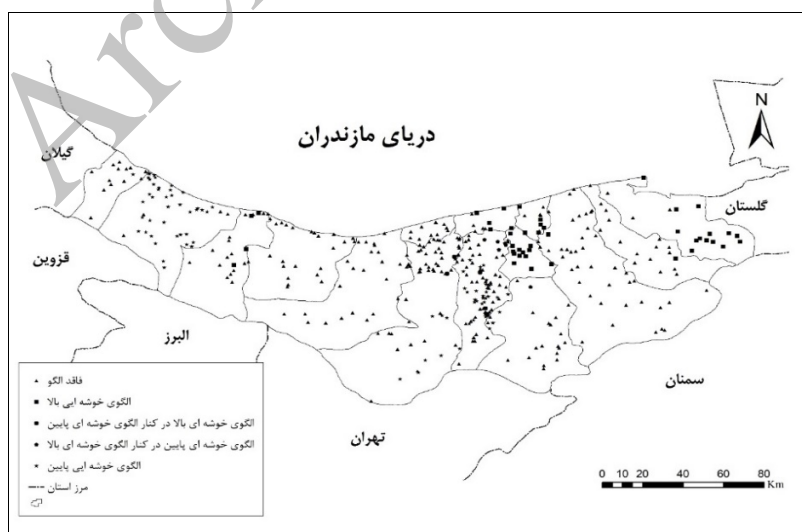 Arc
دریای مازندران
N
گیلان
گلستان
قزوین
البرز
سمنان
تهران
فاقد الگو
الگوی خوشه ایی بالا
الگوی خوشه ای بالا در کنار الگوی خوشه ای پایین
الگوی خوشه ای پایین در کنار الگوی خوشه ای بالا
الگوی خوشه ایی پایین
مرز استان
0 5 10 20 40 60 80
Km